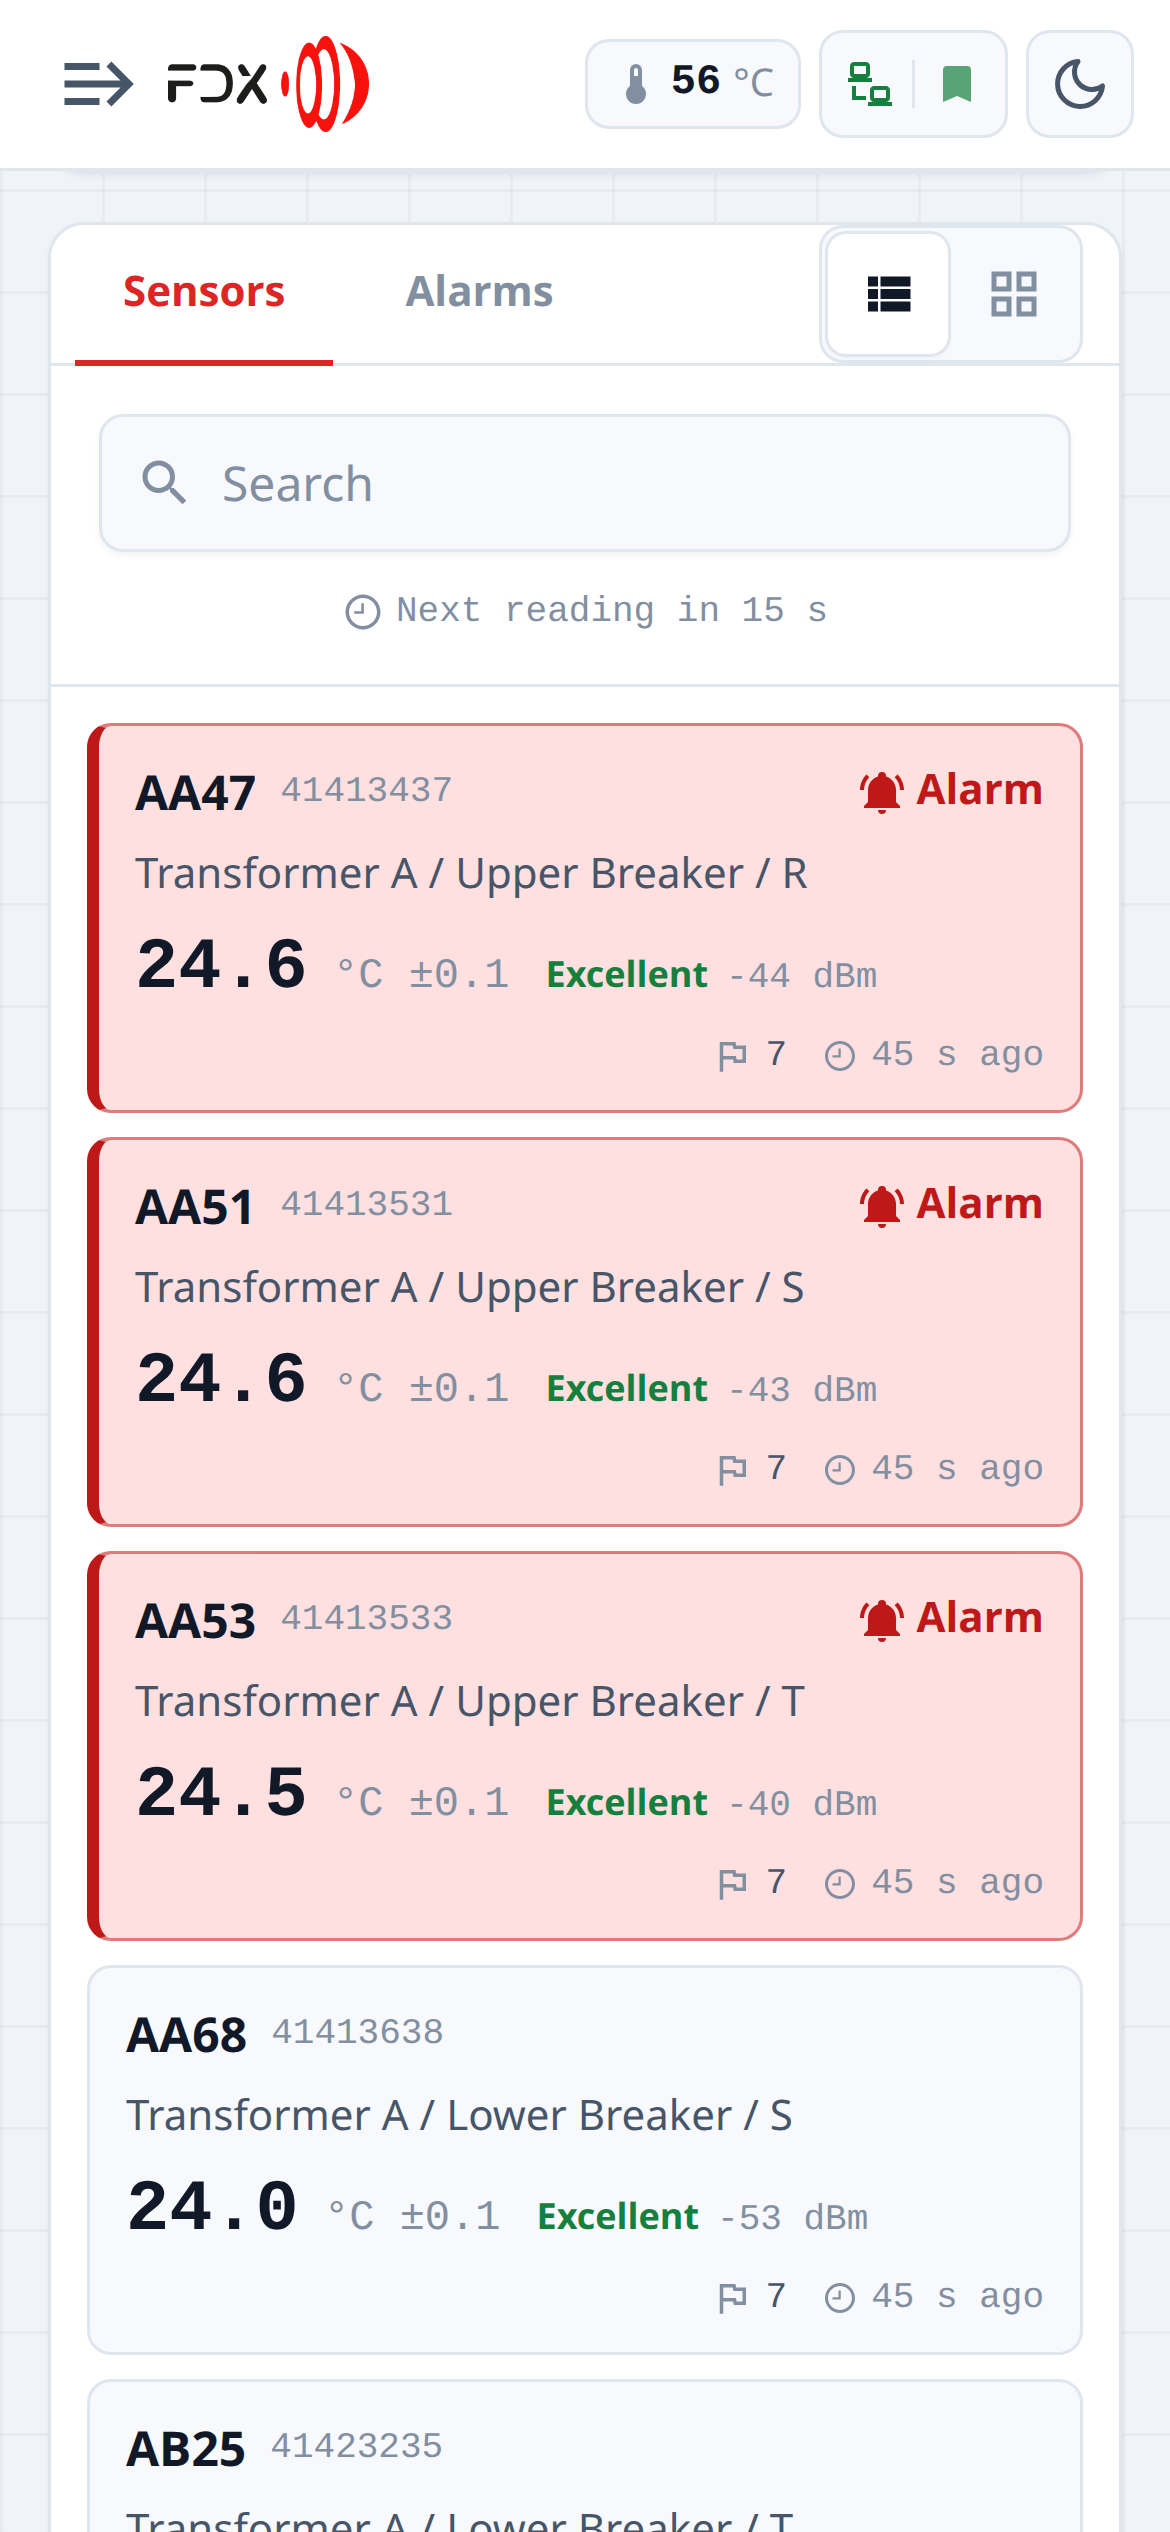 FDX
56 °C
Sensors Alarms
Search
Next reading in 15 s
AA47 41413437 Alarm
Transformer A / Upper Breaker / R
24.6 °C ±0.1 Excellent -44 dBm
7 45 s ago
AA51 41413531 Alarm
Transformer A / Upper Breaker / S
24.6 °C ±0.1 Excellent -43 dBm
7 45 s ago
AA53 41413533 Alarm
Transformer A / Upper Breaker / T
24.5 °C ±0.1 Excellent -40 dBm
7 45 s ago
AA68 41413638
Transformer A / Lower Breaker / S
24.0 °C ±0.1 Excellent -53 dBm
7 45 s ago
AB25 41423235
Transformer A / Lower Breaker / T